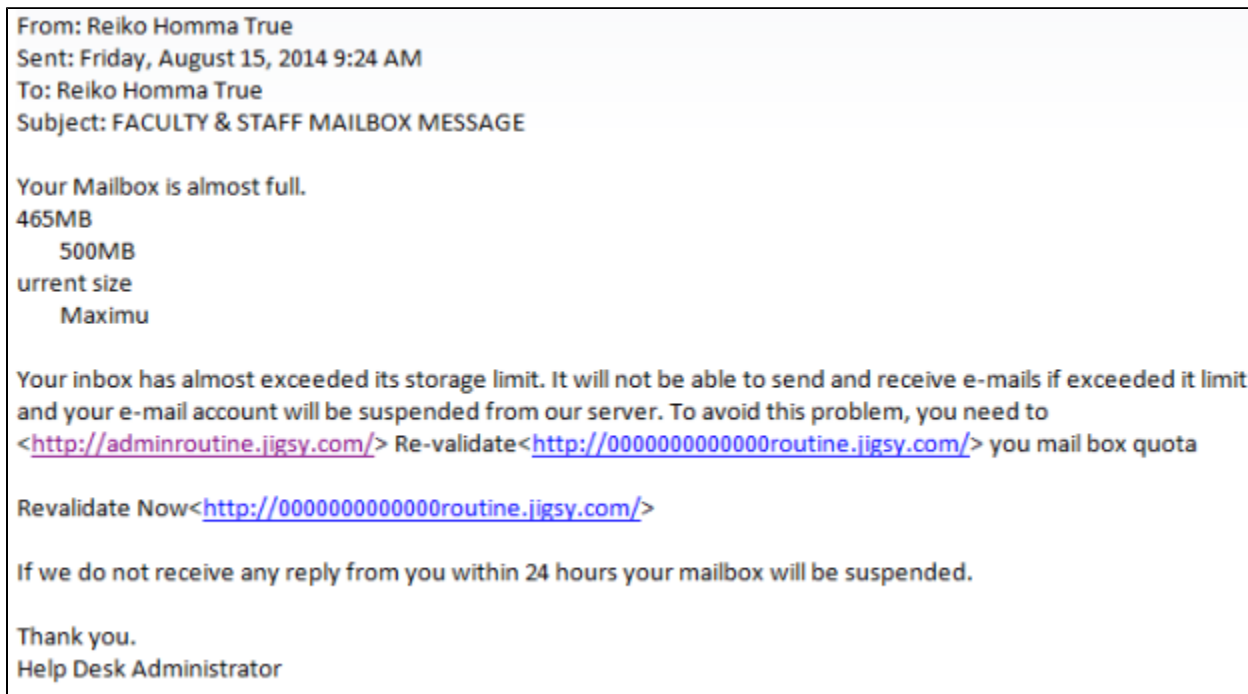 From: Reiko Homma True
Sent: Friday, August 15, 2014 9:24 AM
To: Reiko Homma True
Subject: FACULTY & STAFF MAILBOX MESSAGE
Your Mailbox is almost full.
465MB
500MB
urrent size
Maximu
Your inbox has almost exceeded its storage limit. It will not be able to send and receive e-mails if exceeded it limit
and your e-mail account will be suspended from our server. To avoid this problem, you need to
<http://adminroutine.jigsy.com/> Re-validate<http://0000000000000routine.jigsy.com/> you mail box quota
Revalidate Now<http://0000000000000routine.jigsy.com/>
If we do not receive any reply from you within 24 hours your mailbox will be suspended.
Thank you.
Help Desk Administrator